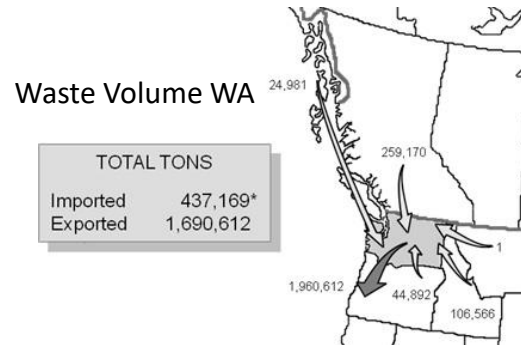 24,981
Waste Volume WA
259,170
TOTAL TONS
Imported 437,169*
Exported 1,690,612
1
1,960,612
44,892
106,566